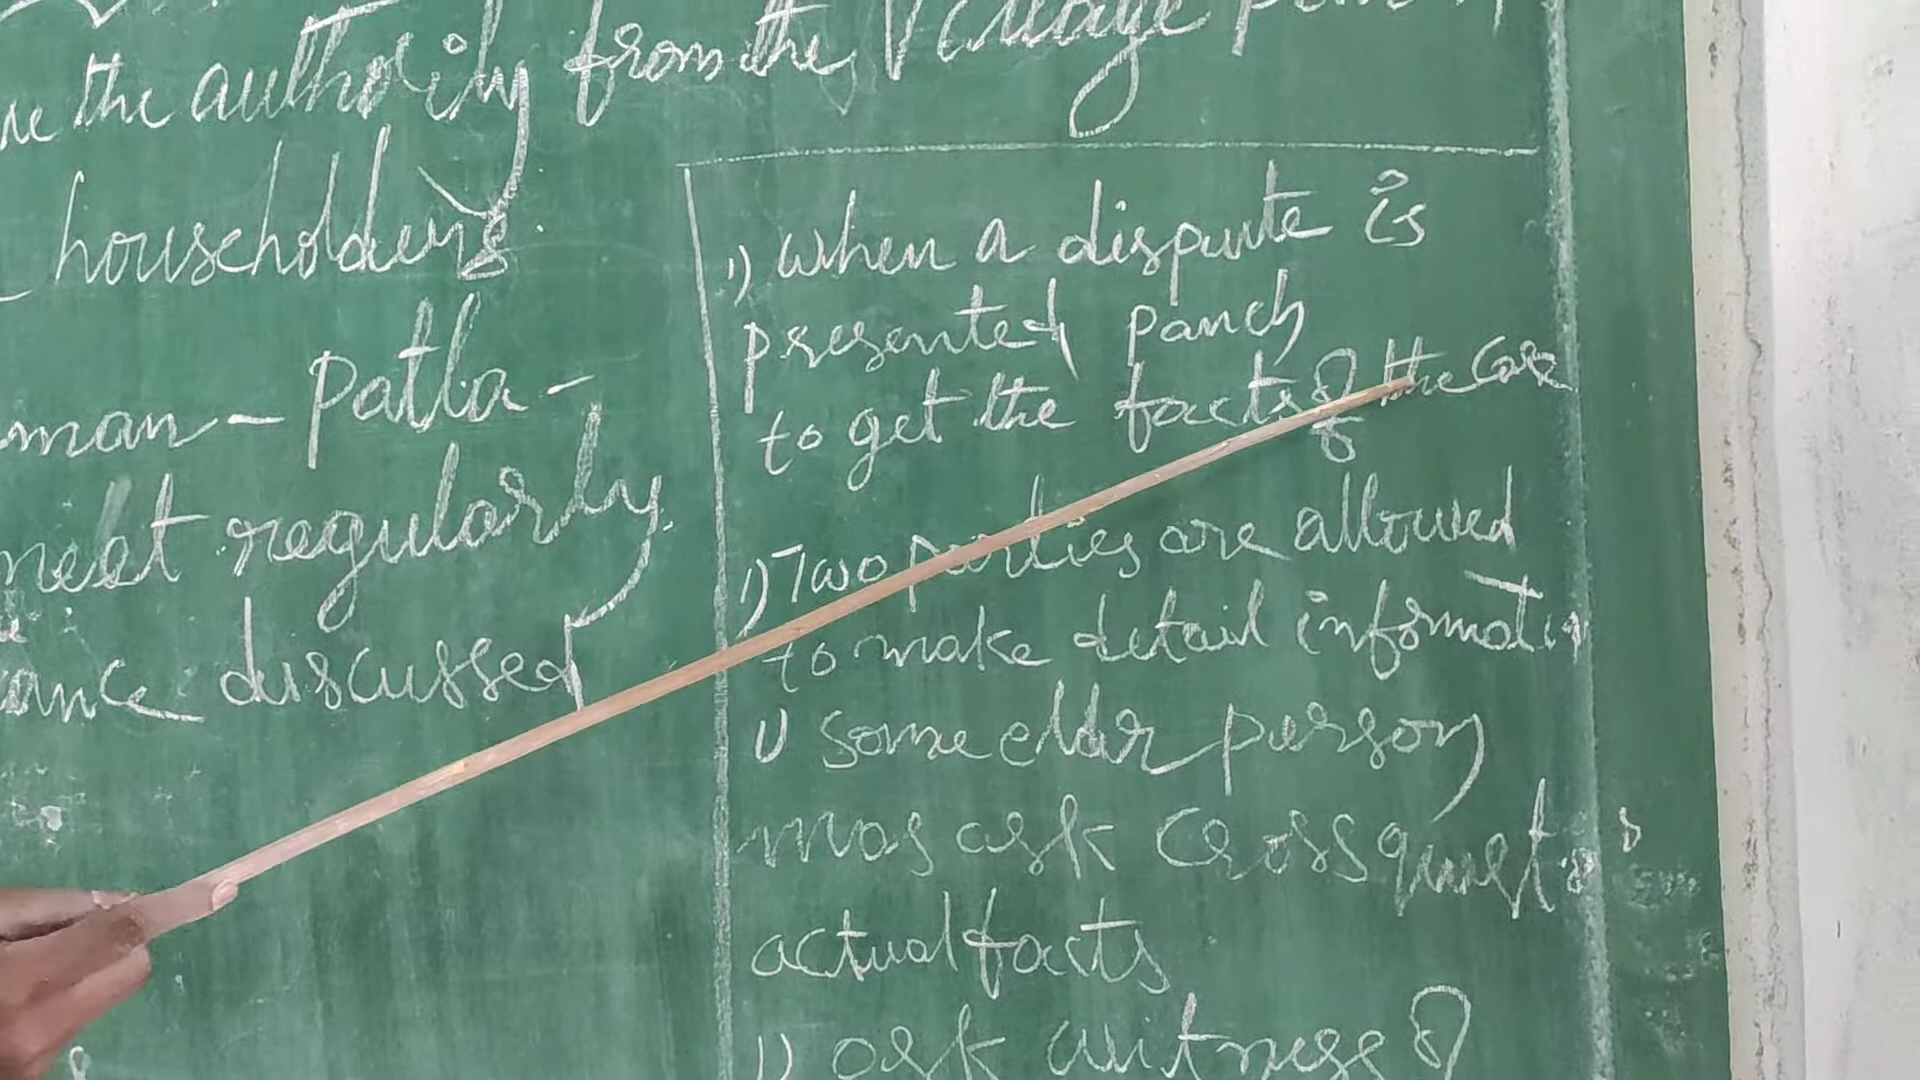 the authority from the Village
householders.
man - Patla -
meet regularly.
discussed
1) When a dispute is
presented, panch
to get the facts of the Case
1) Two parties are allowed
to make detail information
1) Some elder person
may ask cross
actual facts
1) ask witness of